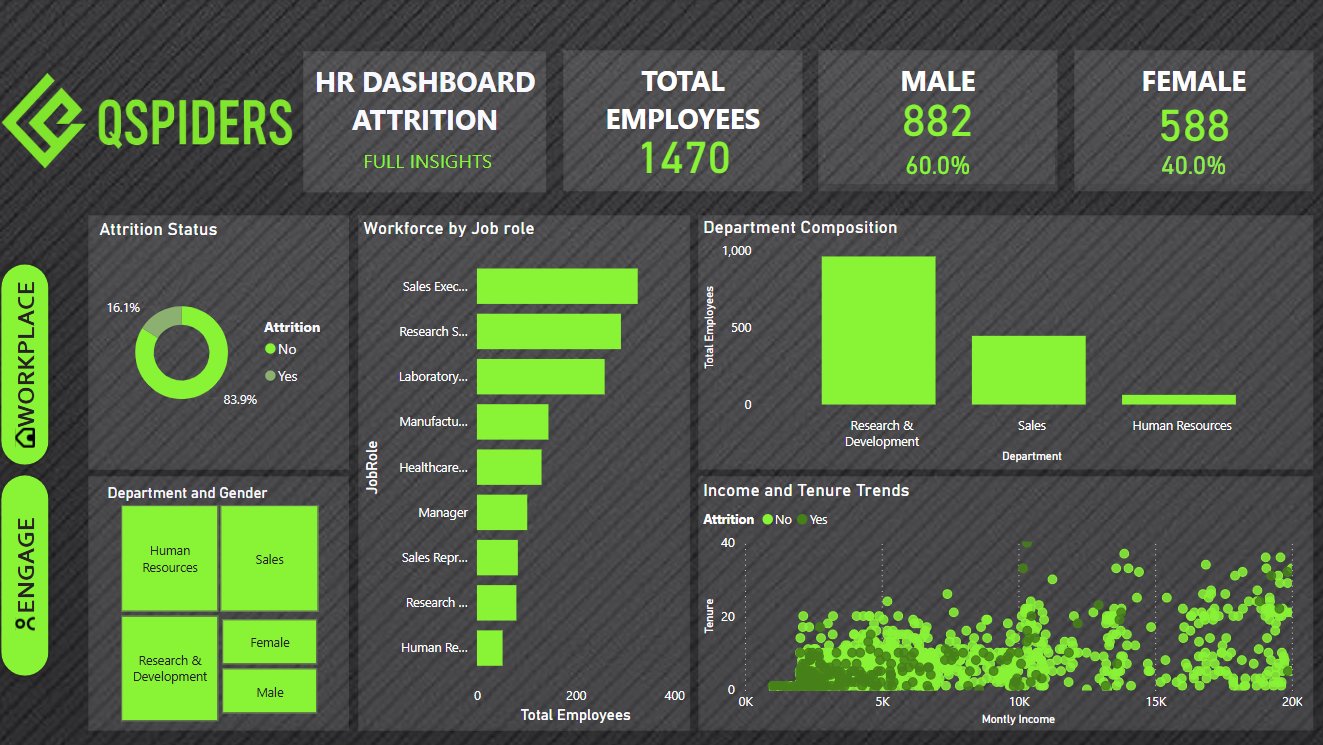 QSPIDERS
HR DASHBOARD
ATTRITION
FULL INSIGHTS
TOTAL
EMPLOYEES
1470
MALE
882
60.0%
FEMALE
588
40.0%
WORKPLACE
ENGAGE
Attrition Status
16.1%
83.9%
Attrition
No
Yes
Department and Gender
Human
Resources
Sales
Research &
Development
Female
Male
Workforce by Job role
JobRole
Sales Exec...
Research S...
Laboratory...
Manufactu...
Healthcare...
Manager
Sales Repr...
Research ...
Human Re...
0
200
400
Total Employees
Department Composition
Total Employees
1,000
500
0
Research &
Development
Sales
Human Resources
Department
Income and Tenure Trends
Attrition No Yes
Tenure
40
20
0
0K
5K
10K
15K
20K
Montly Income